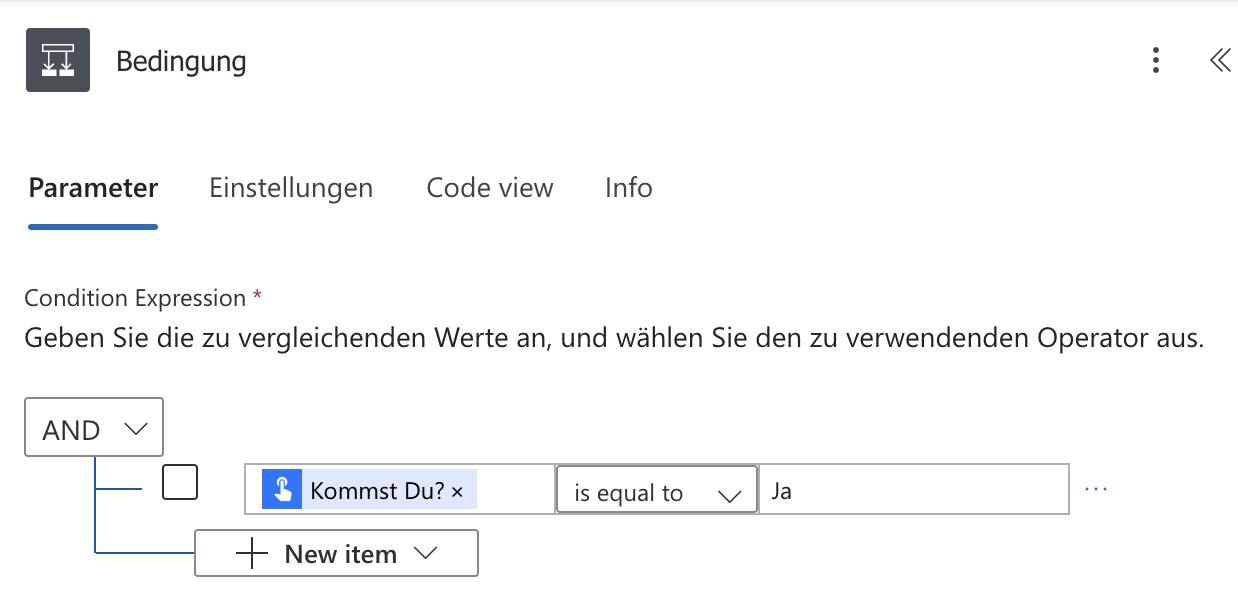 Bedingung
Parameter Einstellungen Code view Info
Condition Expression *
Geben Sie die zu vergleichenden Werte an, und wählen Sie den zu verwendenden Operator aus.
AND
Kommst Du? × is equal to Ja ...
New item